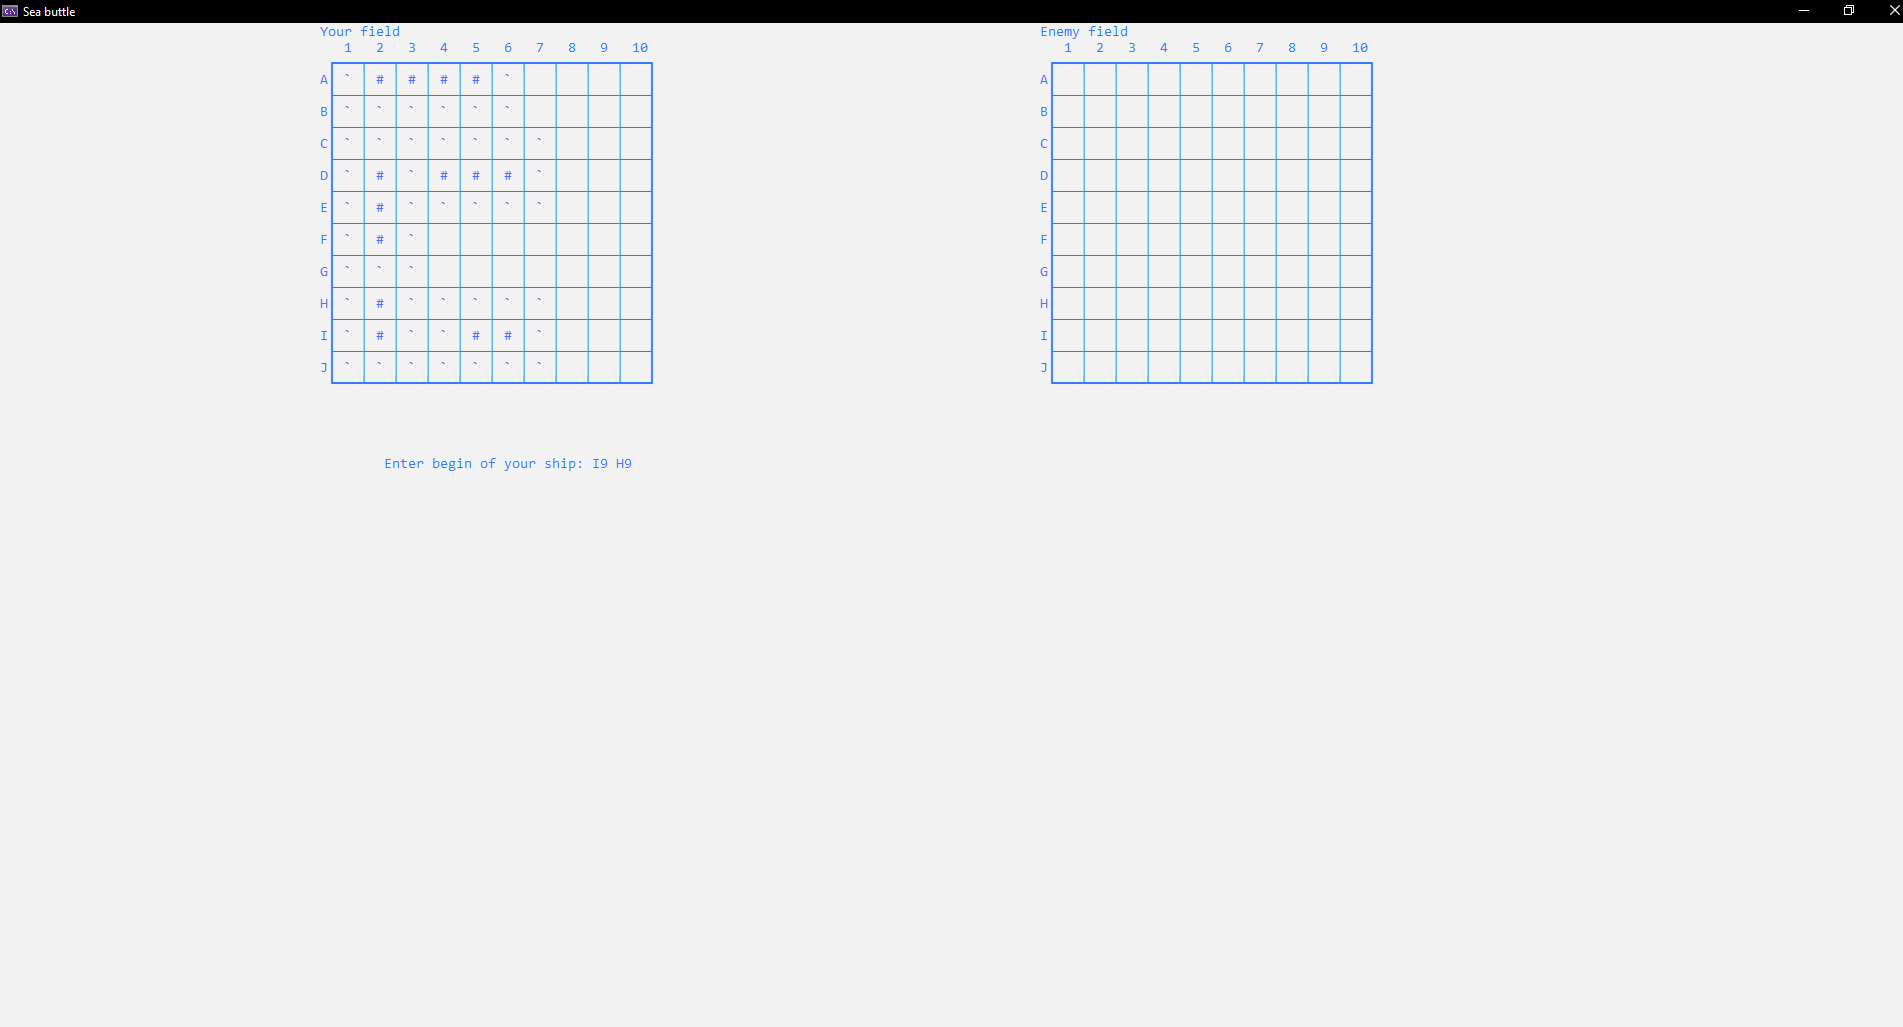 Sea buttle
Your field
1 2 3 4 5 6 7 8 9 10
A ` # # # # `
B ` ` ` ` ` `
C ` ` ` ` ` ` `
D ` # ` # # # `
E ` # ` ` ` ` `
F ` # `
G ` ` `
H ` # ` ` ` ` `
I ` # ` ` # # `
J ` ` ` ` ` ` `
Enter begin of your ship: I9 H9
Enemy field
1 2 3 4 5 6 7 8 9 10
A
B
C
D
E
F
G
H
I
J